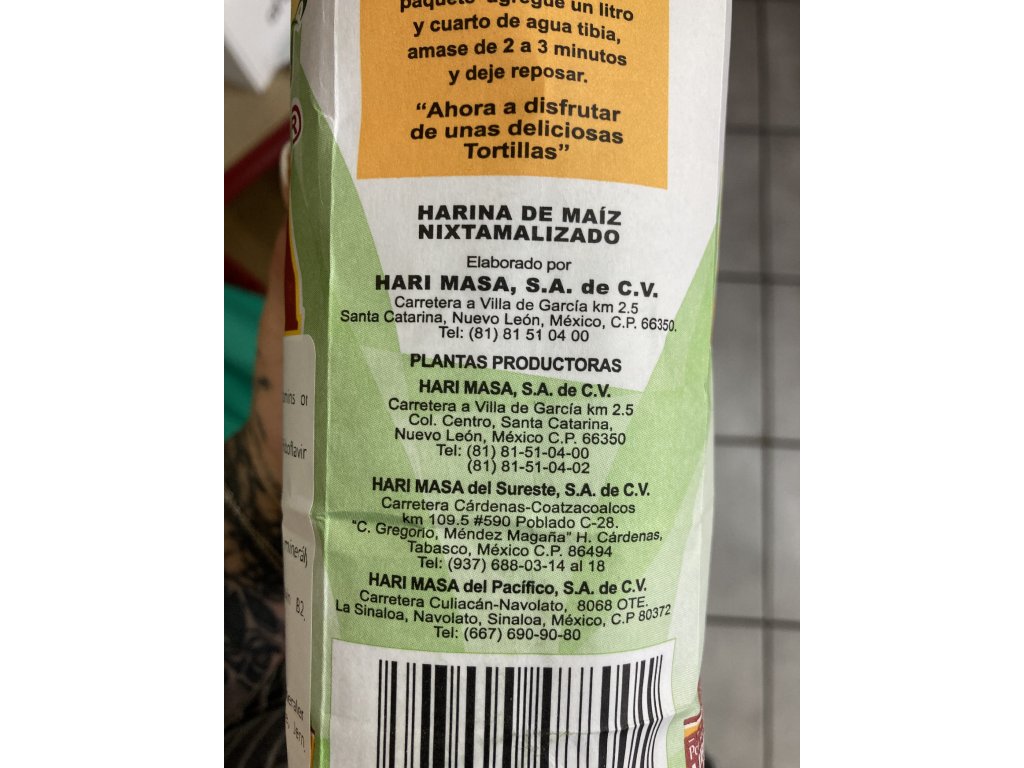 paquete agregue un litro
y cuarto de agua tibia,
amase de 2 a 3 minutos
y deje reposar.
“Ahora a disfrutar
de unas deliciosas
Tortillas”
HARINA DE MAÍZ
NIXTAMALIZADO
Elaborado por
HARI MASA, S.A. de C.V.
Carretera a Villa de García km 2.5
Santa Catarina, Nuevo León, México, C.P. 66350.
Tel: (81) 81 51 04 00
PLANTAS PRODUCTORAS
HARI MASA, S.A. de C.V.
Carretera a Villa de García km 2.5
Col. Centro, Santa Catarina,
Nuevo León, México C.P. 66350
Tel: (81) 81-51-04-00
(81) 81-51-04-02
HARI MASA del Sureste, S.A. de C.V.
Carretera Cárdenas-Coatzacoalcos
km 109.5 #590 Poblado C-28.
"C. Gregorio, Méndez Magaña" H. Cárdenas,
Tabasco, México C.P. 86494
Tel: (937) 688-03-14 al 18
HARI MASA del Pacífico, S.A. de C.V.
Carretera Culiacán-Navolato, 8068 OTE.
La Sinaloa, Navolato, Sinaloa, México, C.P 80372
Tel: (667) 690-90-80
®
or
B2,